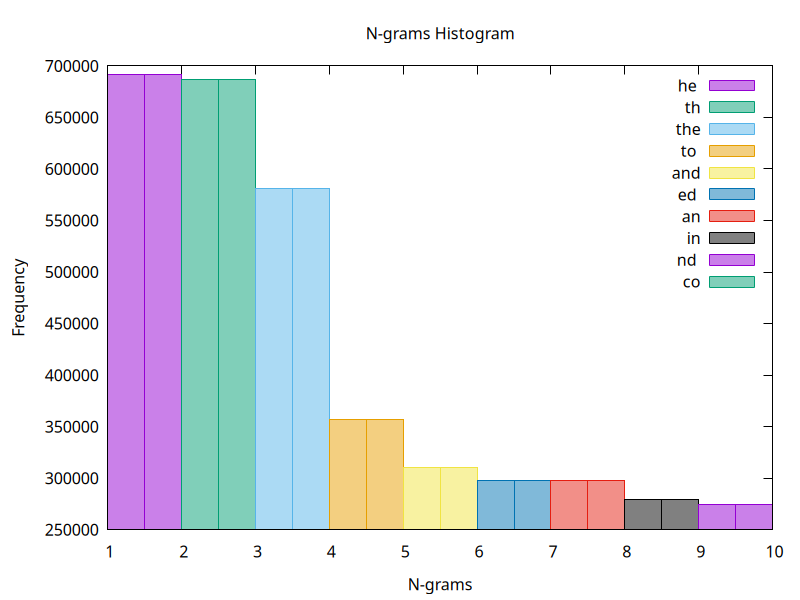 N-grams Histogram
700000
650000
600000
550000
500000
450000
400000
350000
300000
250000
Frequency
he
th
the
to
and
ed
an
in
nd
co
1 2 3 4 5 6 7 8 9 10
N-grams